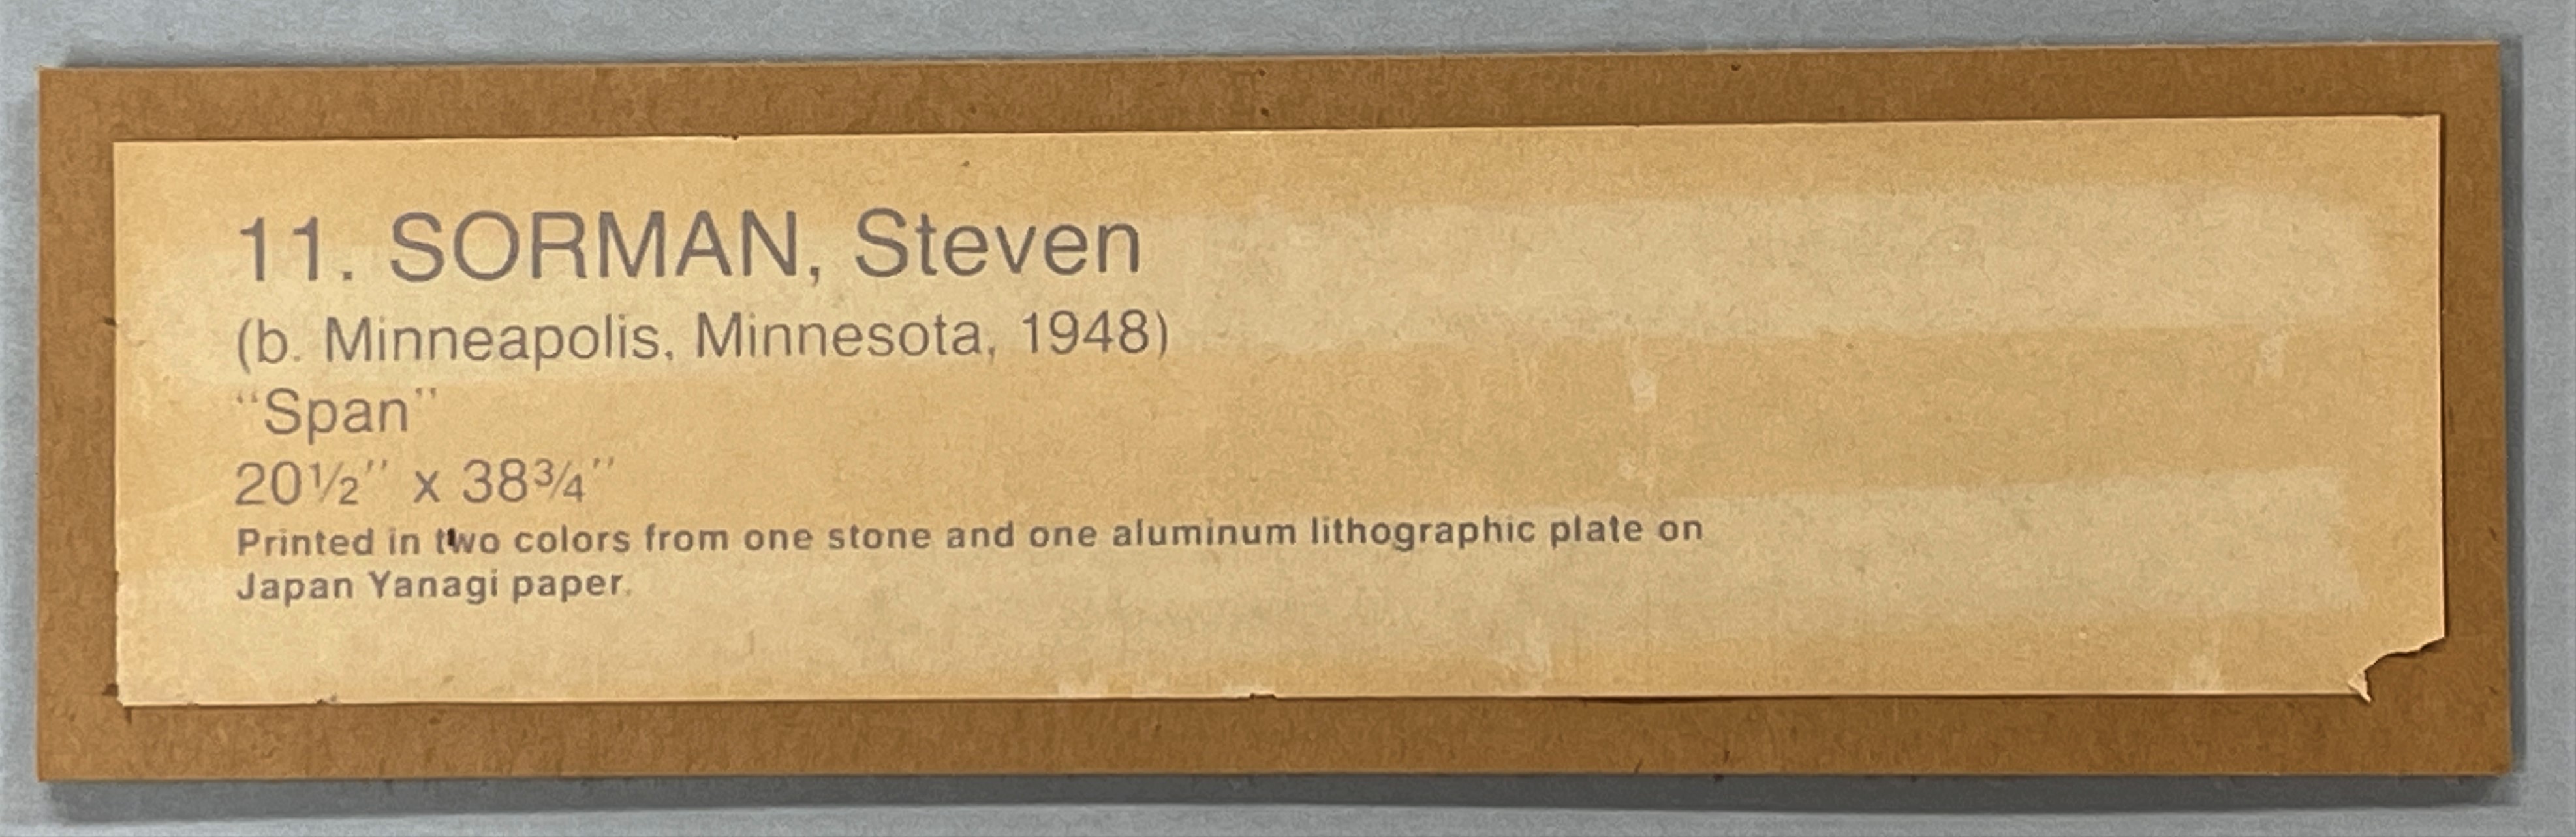 11. SORMAN, Steven
(b. Minneapolis, Minnesota, 1948)
“Span”
20½" x 38¾"
Printed in two colors from one stone and one aluminum lithographic plate on
Japan Yanagi paper.